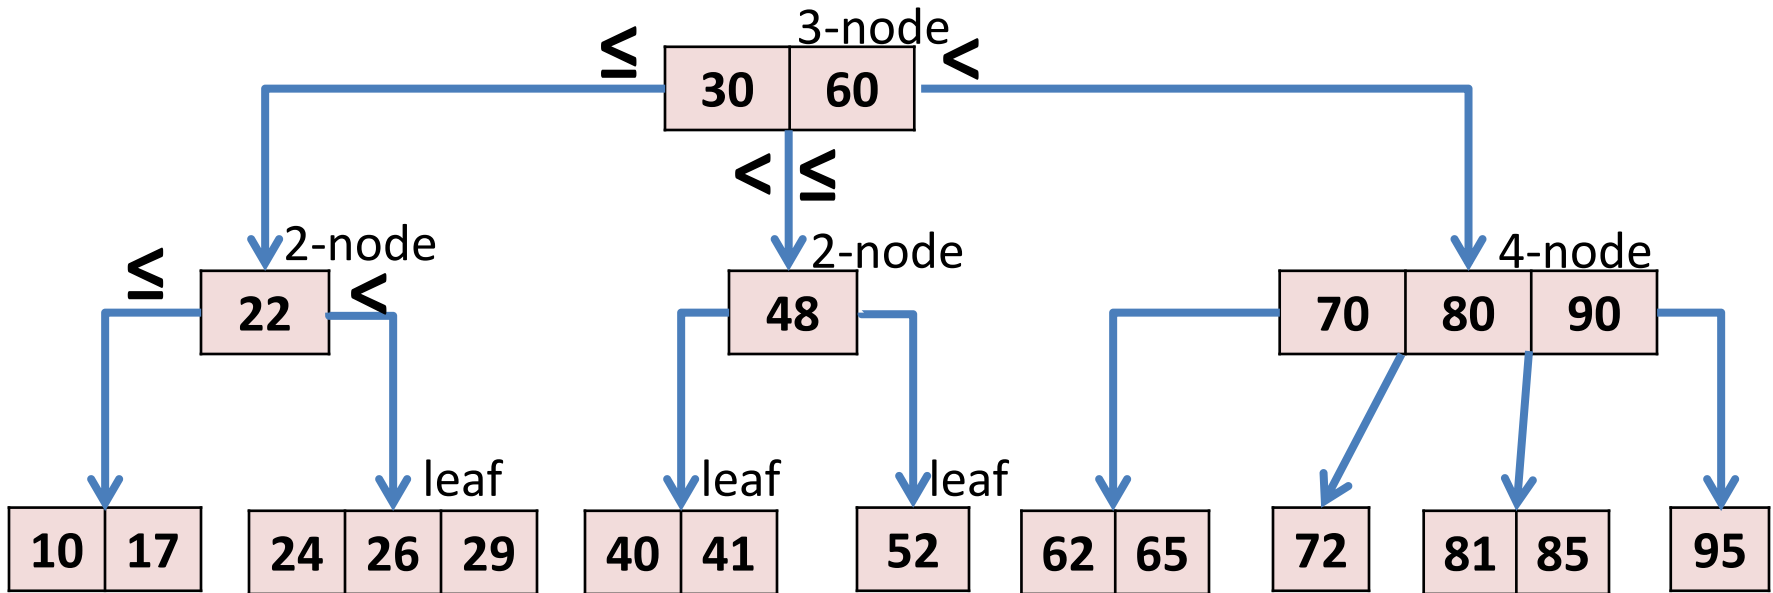 3-node
≤ 30 60 <
< ≤
2-node 2-node 4-node
≤ 22 < 48 70 80 90
leaf leaf leaf
10 17 24 26 29 40 41 52 62 65 72 81 85 95